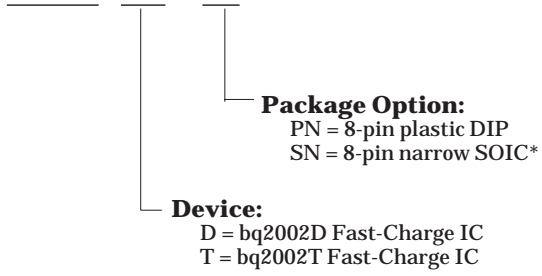 Package Option:
PN = 8-pin plastic DIP
SN = 8-pin narrow SOIC*
Device:
D = bq2002D Fast-Charge IC
T = bq2002T Fast-Charge IC